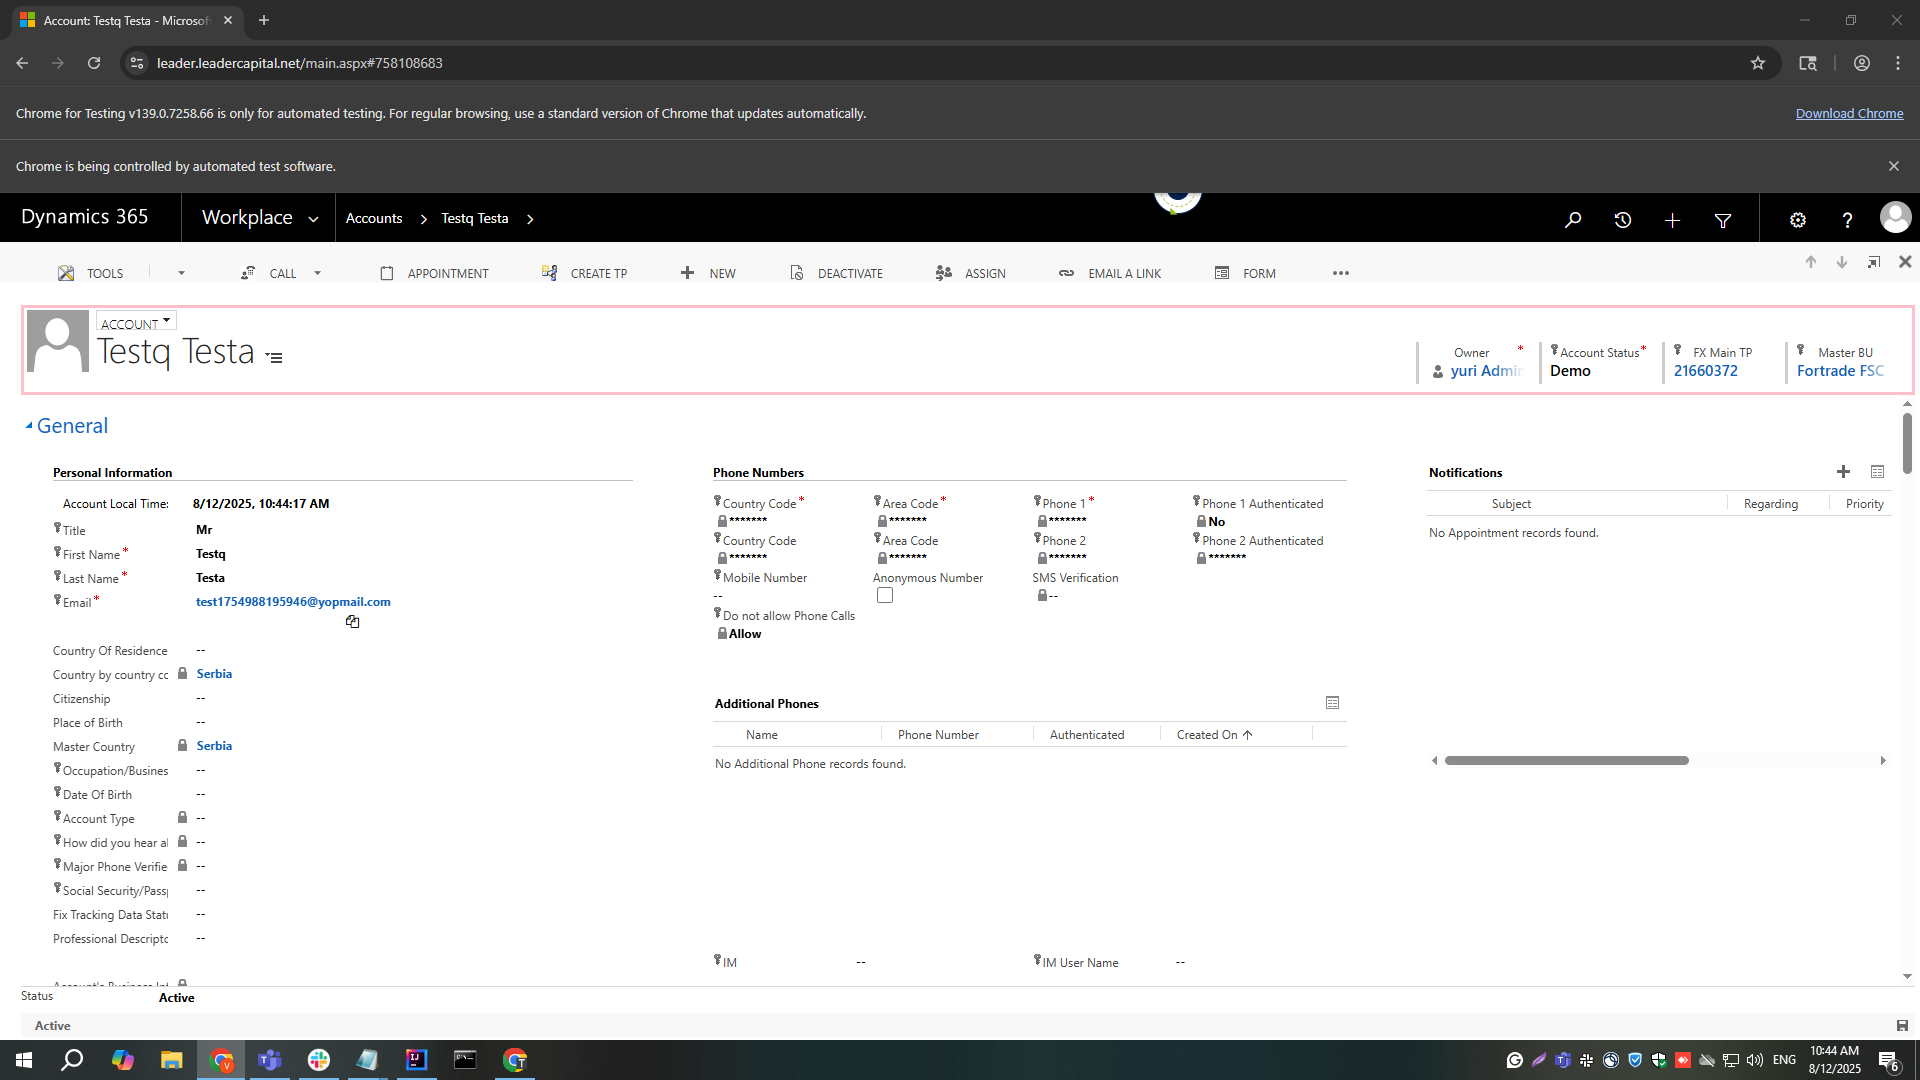 Account: Testq Testa - Microsof
leader.leadercapital.net/main.aspx#758108683
Chrome for Testing v139.0.7258.66 is only for automated testing. For regular browsing, use a standard version of Chrome that updates automatically.
Download Chrome
Chrome is being controlled by automated test software.
Dynamics 365
Workplace
Accounts
Testq Testa
TOOLS
CALL
APPOINTMENT
CREATE TP
NEW
DEACTIVATE
ASSIGN
EMAIL A LINK
FORM
ACCOUNT
Testq Testa
Owner *
yuri Admin
Account Status *
Demo
FX Main TP
21660372
Master BU
Fortrade FSC
General
Personal Information
Account Local Time: 8/12/2025, 10:44:17 AM
Title Mr
First Name * Testq
Last Name * Testa
Email * test1754988195946@yopmail.com
Country Of Residence --
Country by country cc Serbia
Citizenship --
Place of Birth --
Master Country Serbia
Occupation/Busines --
Date Of Birth --
Account Type --
How did you hear a --
Major Phone Verifie --
Social Security/Passp --
Fix Tracking Data Statu --
Professional Descriptc --
Account's Business Inf
Phone Numbers
Country Code * Area Code * Phone 1 * Phone 1 Authenticated
******* ******* ******* No
Country Code Area Code Phone 2 Phone 2 Authenticated
******* ******* ******* *******
Mobile Number Anonymous Number SMS Verification
-- --
Do not allow Phone Calls
Allow
Additional Phones
Name Phone Number Authenticated Created On
No Additional Phone records found.
IM -- IM User Name --
Notifications
Subject Regarding Priority
No Appointment records found.
Status Active
Active
ENG
10:44 AM
8/12/2025
6